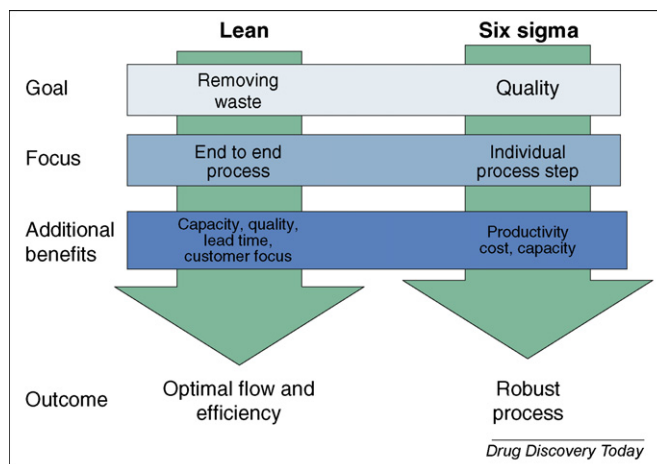 Lean
Six sigma
Goal
Removing
waste
Quality
Focus
End to end
process
Individual
process step
Additional
benefits
Capacity, quality,
lead time,
customer focus
Productivity
cost, capacity
Outcome
Optimal flow and
efficiency
Robust
process
Drug Discovery Today